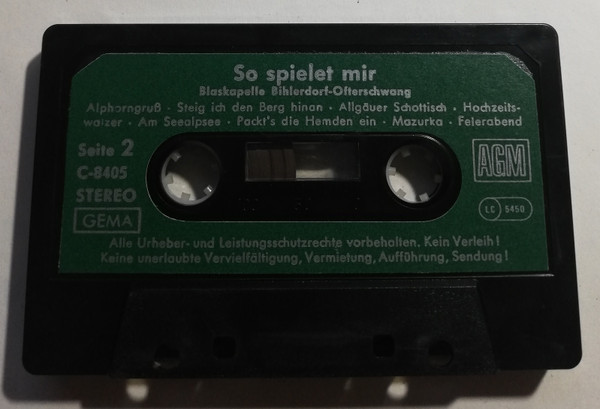 So spielet mir
Blaskapelle Bihlerdorf-Ofterschwang
Alphorngruß · Steig ich den Berg hinan · Allgäuer Schottisch · Hochzeits-
walzer · Am Seealpsee · Packt's die Hemden ein · Mazurka · Feierabend
Seite 2
C-8405
STEREO
GEMA
AGM
LC 5450
Alle Urheber- und Leistungsschutzrechte vorbehalten. Kein Verleih!
Keine unerlaubte Vervielfältigung, Vermietung, Aufführung, Sendung!